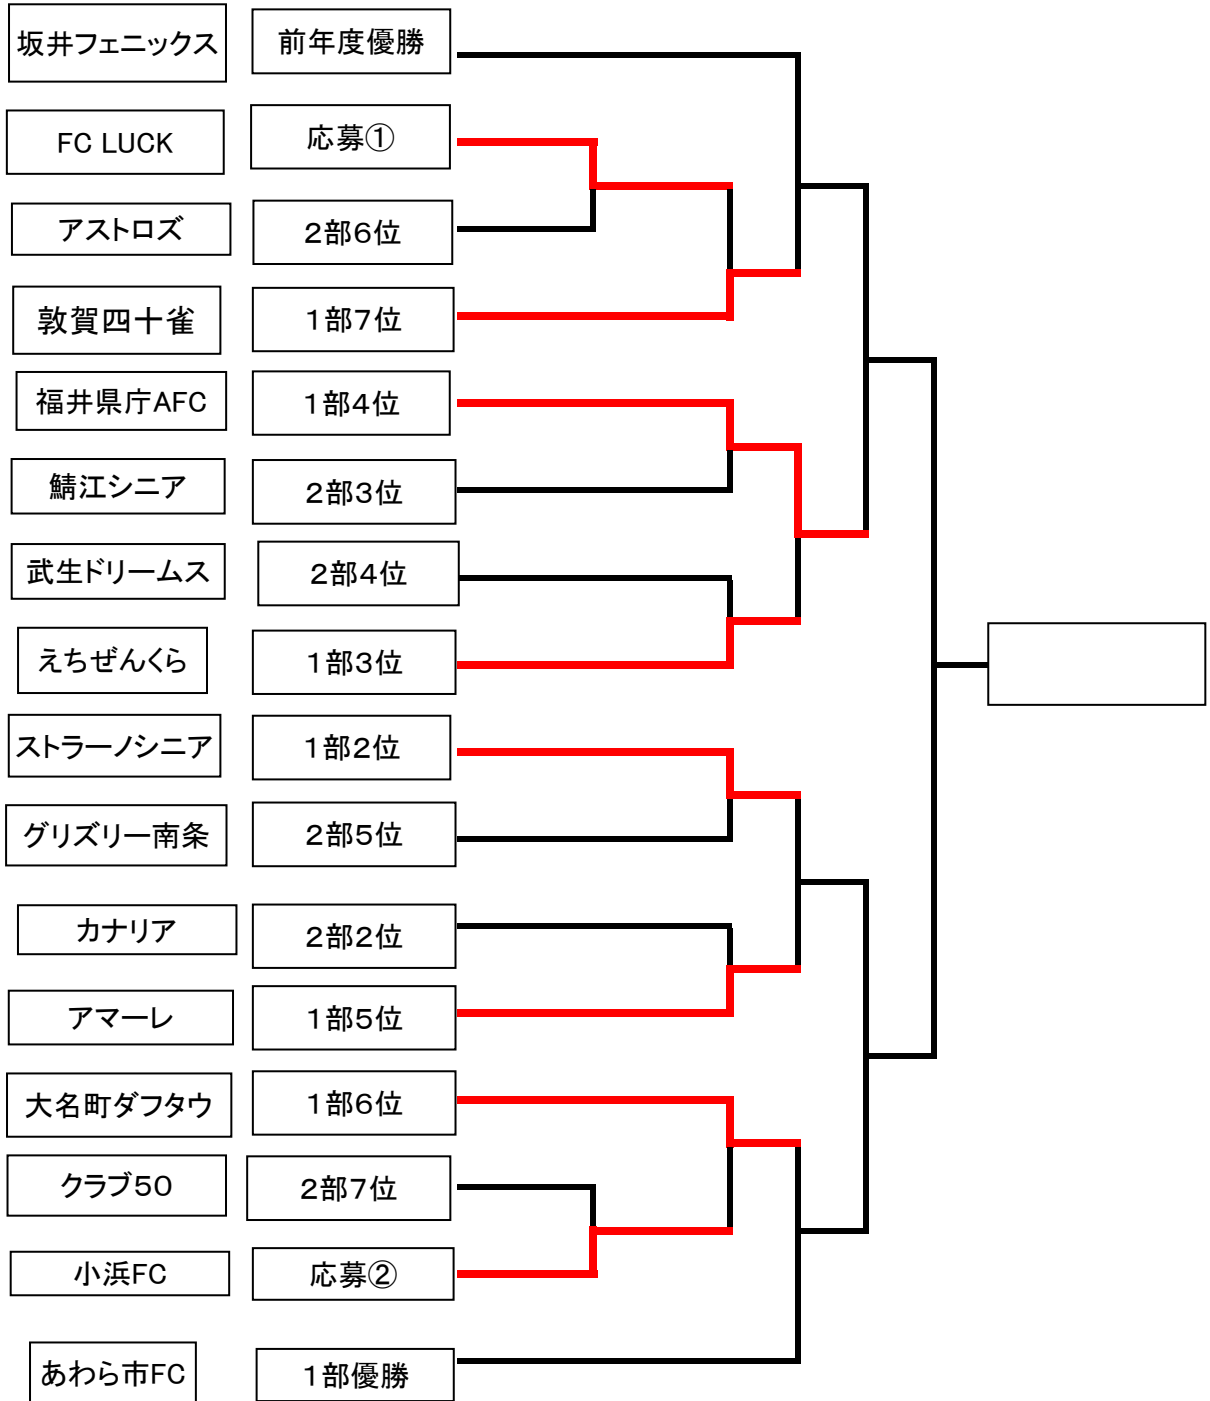 坂井フェニックス 前年度優勝
FC LUCK 応募①
アストロズ 2部6位
敦賀四十雀 1部7位
福井県庁AFC 1部4位
鯖江シニア 2部3位
武生ドリームス 2部4位
えちぜんくら 1部3位
ストラーノシニア 1部2位
グリズリー南条 2部5位
カナリア 2部2位
アマーレ 1部5位
大名町ダフタウ 1部6位
クラブ50 2部7位
小浜FC 応募②
あわら市FC 1部優勝